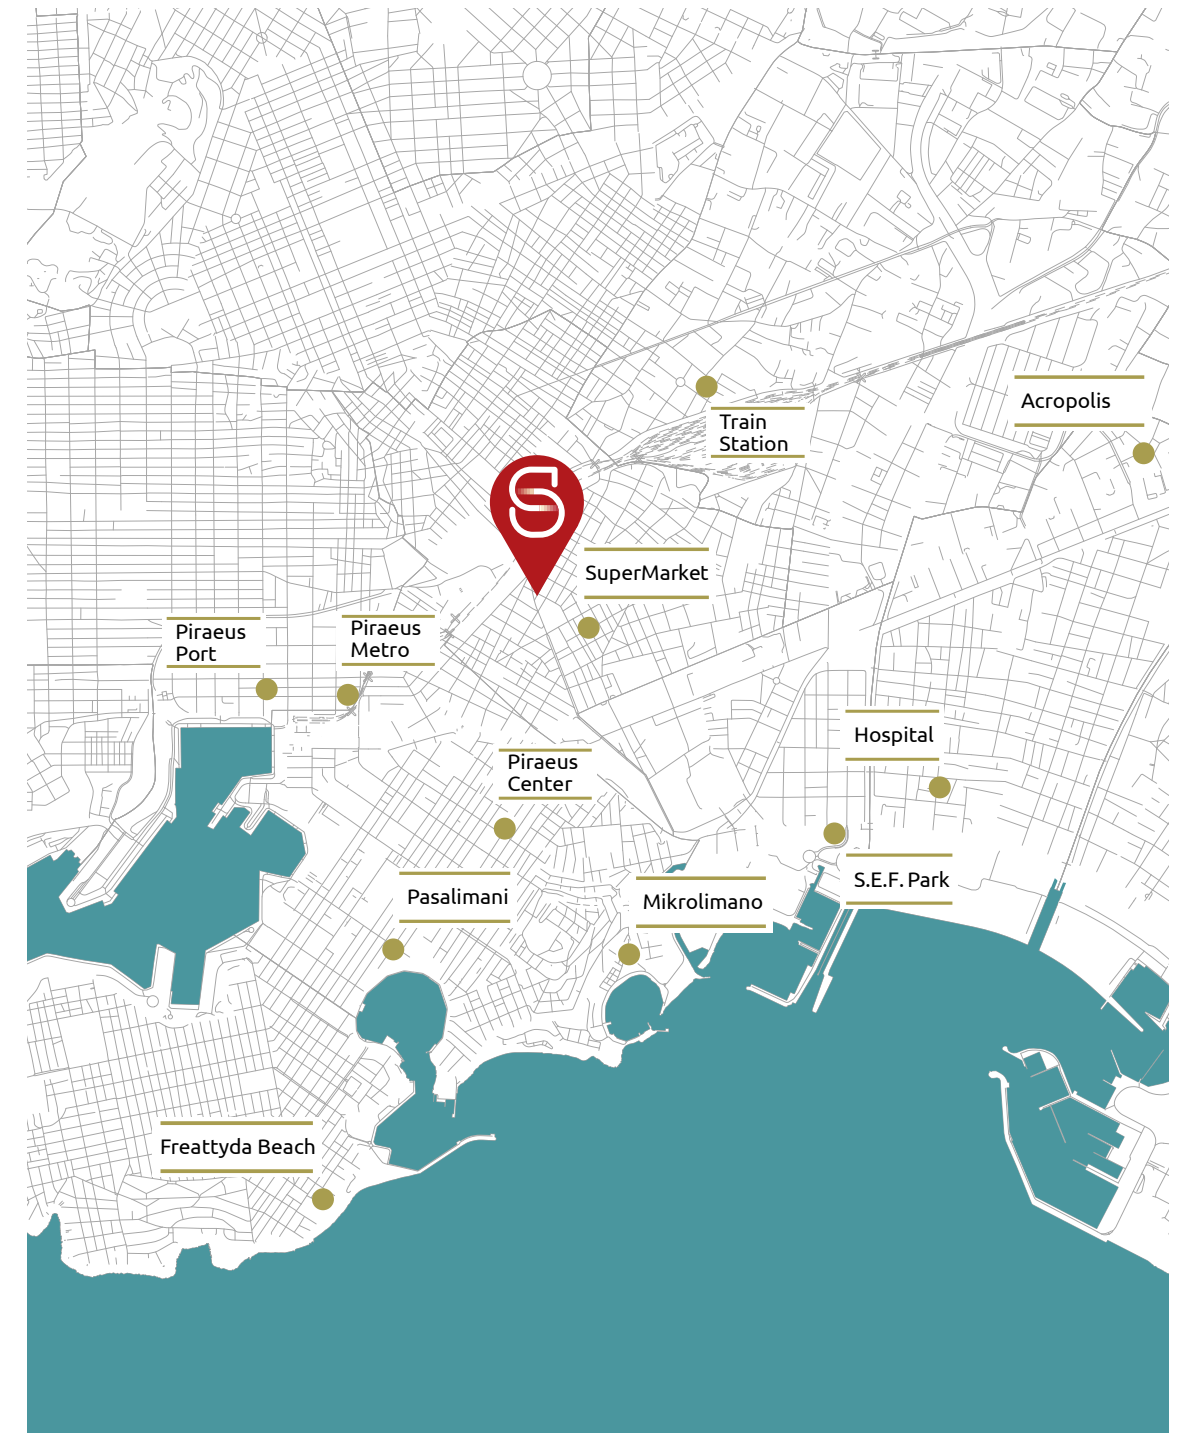 Acropolis
Train
Station
S
SuperMarket
Piraeus
Port
Piraeus
Metro
Hospital
Piraeus
Center
S.E.F. Park
Pasalimani
Mikrolimano
Freattyda Beach